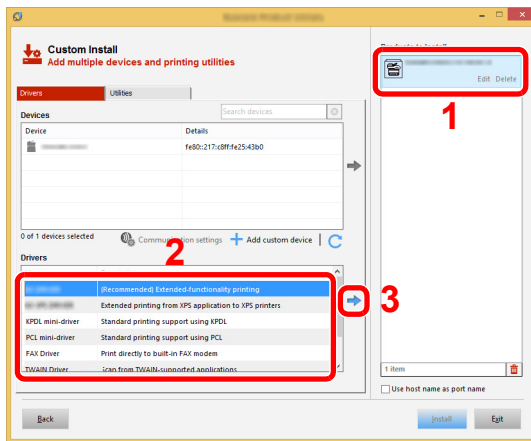 Custom Install
Add multiple devices and printing utilities
Products to Install
Edit Delete
1
Drivers Utilities
Devices
Search devices
Device Details
fe80::217:c8ff:fe25:43b0
0 of 1 devices selected
Communication settings
Add custom device
2
Drivers
(Recommended) Extended-functionality printing
Extended printing from XPS application to XPS printers
KPDL mini-driver Standard printing support using KPDL
PCL mini-driver Standard printing support using PCL
FAX Driver Print directly to built-in FAX modem
TWAIN Driver Scan from TWAIN-supported applications
3
1 item
Use host name as port name
Back
Install
Exit